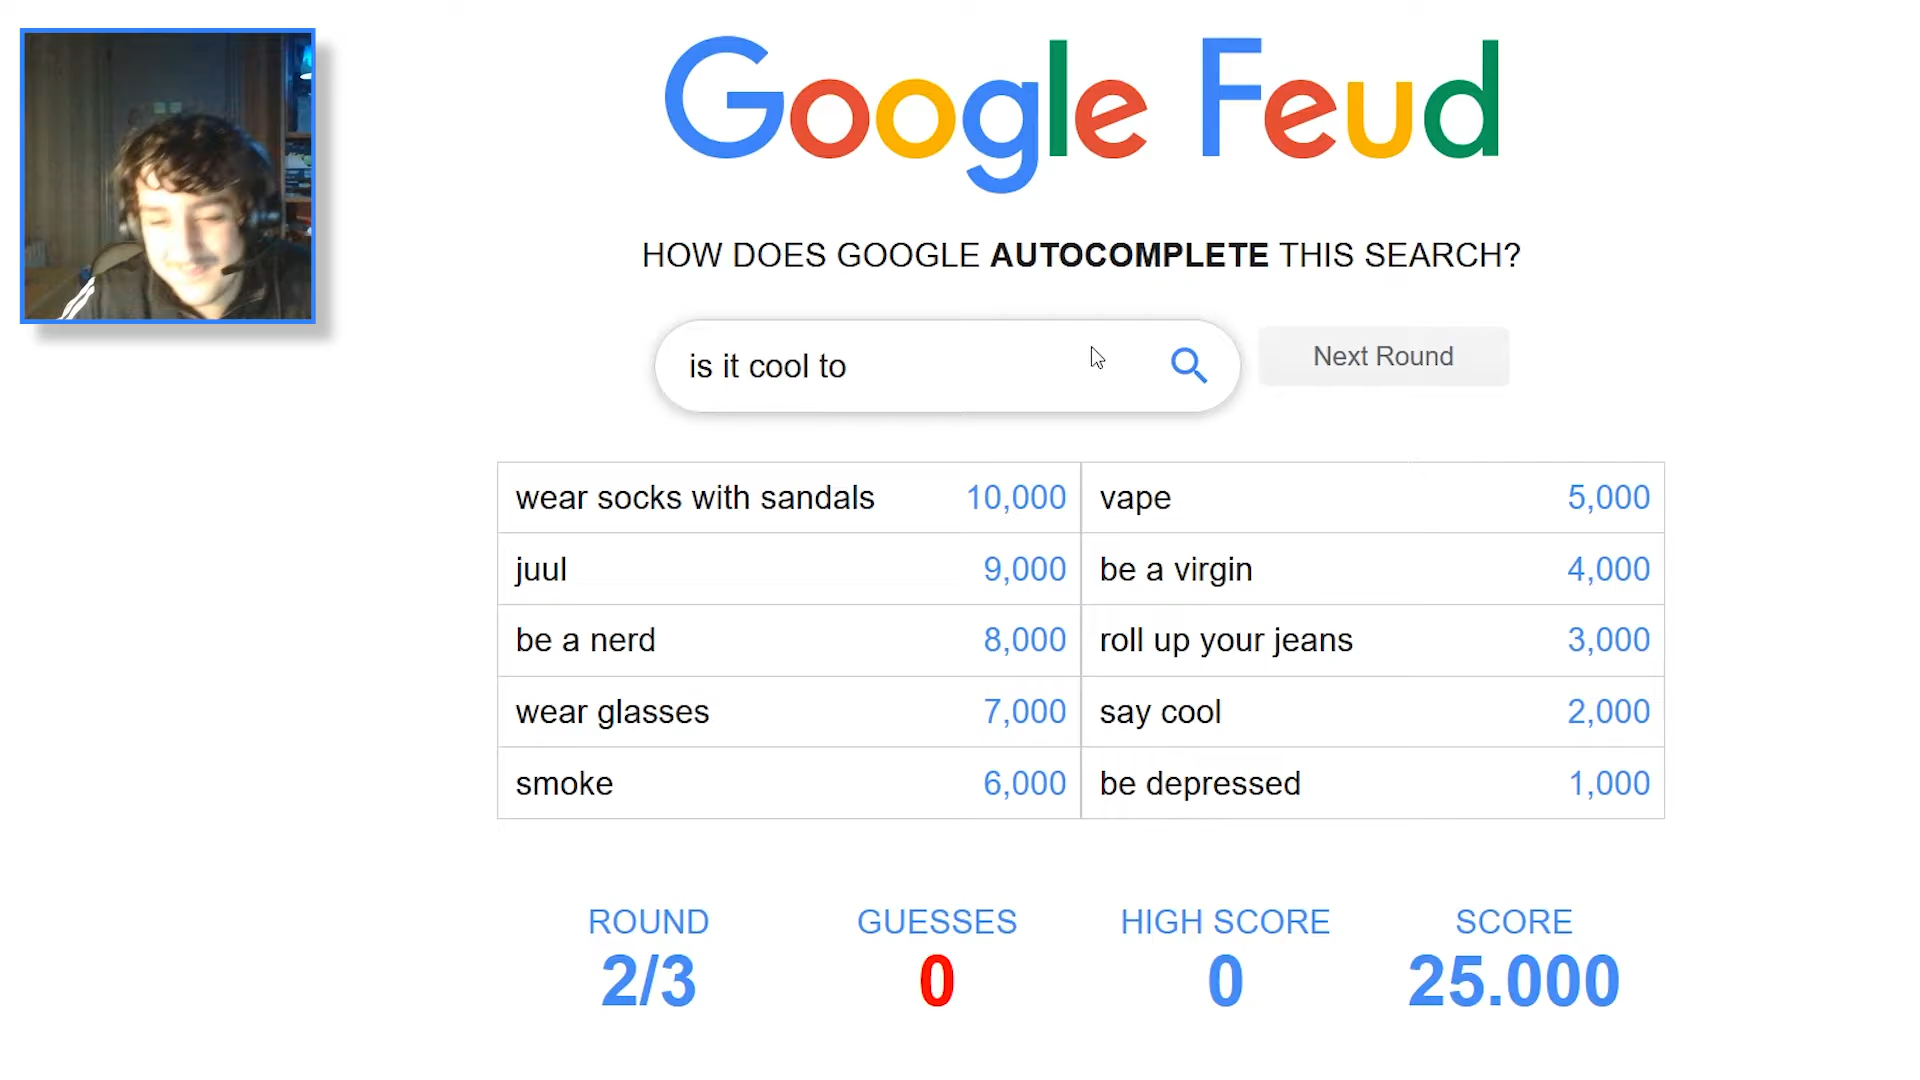 Google Feud
HOW DOES GOOGLE AUTOCOMPLETE THIS SEARCH?
is it cool to
Next Round
wear socks with sandals 10,000
vape 5,000
juul 9,000
be a virgin 4,000
be a nerd 8,000
roll up your jeans 3,000
wear glasses 7,000
say cool 2,000
smoke 6,000
be depressed 1,000
ROUND GUESSES HIGH SCORE SCORE
2/3 0 0 25.000